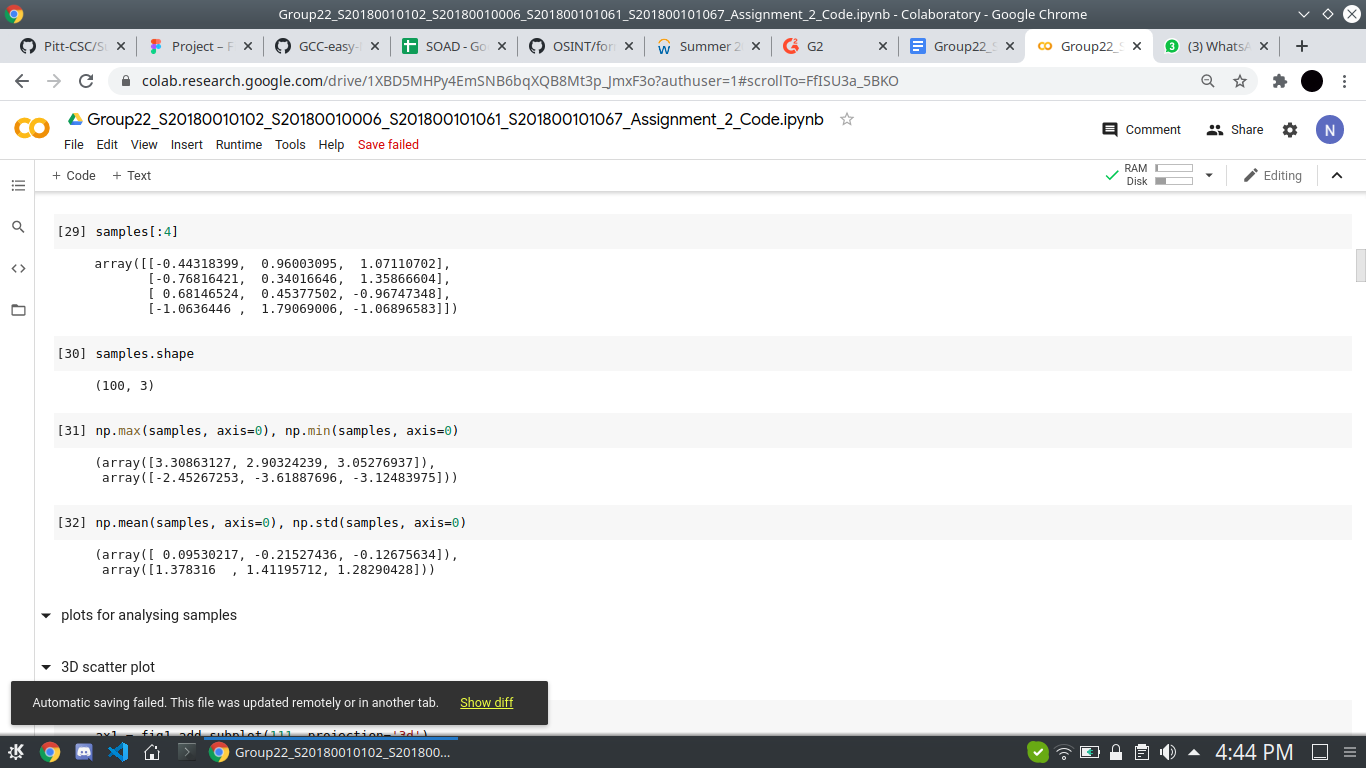 Group22_S20180010102_S20180010006_S201800101061_S201800101067_Assignment_2_Code.ipynb - Colaboratory - Google Chrome
Pitt-CSC/S
Project – F
GCC-easy-
SOAD - Go
OSINT/for
Summer 2
G2
Group22_S
Group22_S
(3) WhatsA
colab.research.google.com/drive/1XBD5MHPy4EmSNB6bqXQB8Mt3p_JmxF3o?authuser=1#scrollTo=FfISU3a_5BKO
CO Group22_S20180010102_S20180010006_S201800101061_S201800101067_Assignment_2_Code.ipynb
Comment Share N
File Edit View Insert Runtime Tools Help Save failed
+ Code + Text
RAM
Disk
Editing
[29] samples[:4]
array([[-0.44318399,  0.96003095,  1.07110702],
[-0.76816421,  0.34016646,  1.35866604],
[ 0.68146524,  0.45377502, -0.96747348],
[-1.0636446 ,  1.79069006, -1.06896583]])
[30] samples.shape
(100, 3)
[31] np.max(samples, axis=0), np.min(samples, axis=0)
(array([3.30863127, 2.90324239, 3.05276937]),
array([-2.45267253, -3.61887696, -3.12483975]))
[32] np.mean(samples, axis=0), np.std(samples, axis=0)
(array([ 0.09530217, -0.21527436, -0.12675634]),
array([1.378316  , 1.41195712, 1.28290428]))
plots for analysing samples
3D scatter plot
Automatic saving failed. This file was updated remotely or in another tab. Show diff
ax1 = fig1.add_subplot(111, projection='3d')
Group22_S20180010102_S201800...
4:44 PM